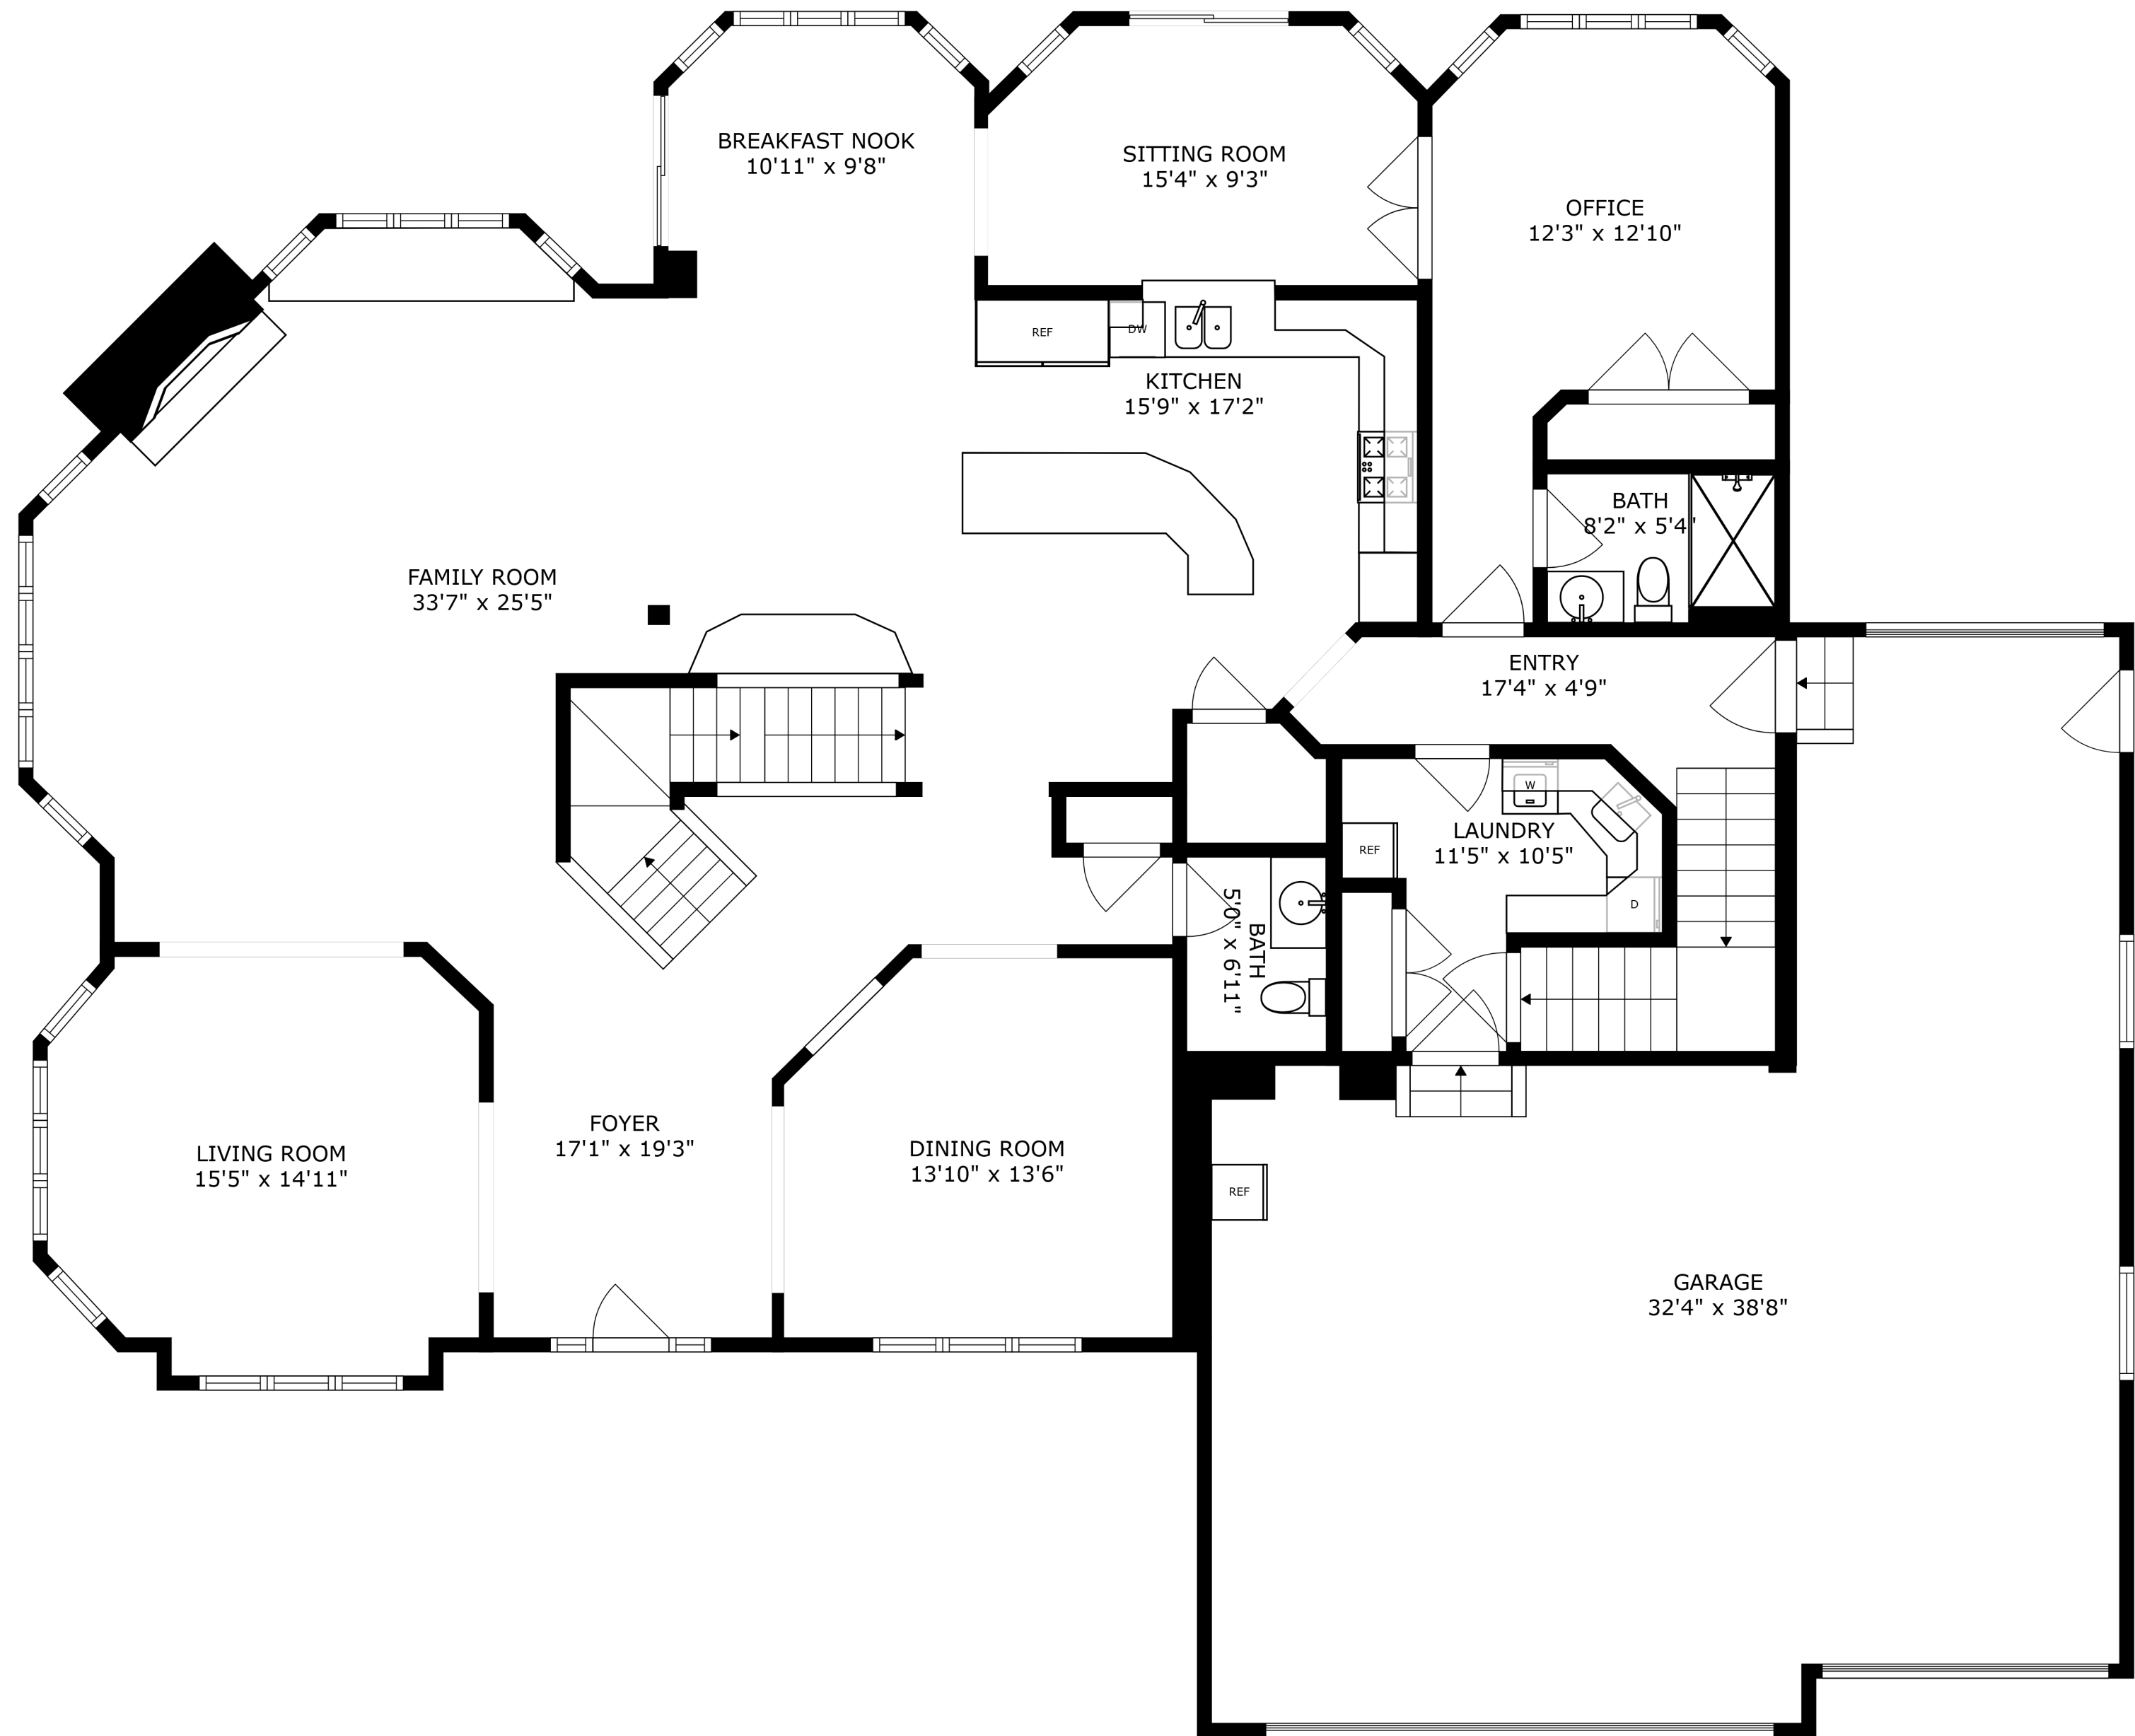 BREAKFAST NOOK
10'11" x 9'8"
SITTING ROOM
15'4" x 9'3"
OFFICE
12'3" x 12'10"
REF
DW
KITCHEN
15'9" x 17'2"
BATH
8'2" x 5'4"
FAMILY ROOM
33'7" x 25'5"
ENTRY
17'4" x 4'9"
W
LAUNDRY
11'5" x 10'5"
REF
D
BATH
5'0" x 6'11"
FOYER
17'1" x 19'3"
LIVING ROOM
15'5" x 14'11"
DINING ROOM
13'10" x 13'6"
REF
GARAGE
32'4" x 38'8"